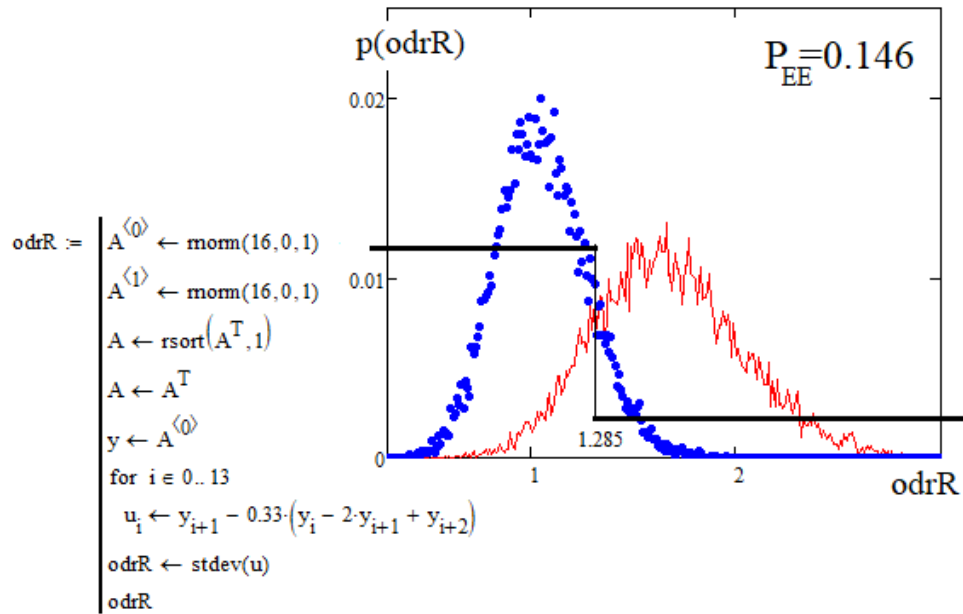 p(odrR)
P_EE=0.146
0.02
0.01
0
1
2
1.285
odrR
odrR := A^⟨0⟩ ← rnorm(16,0,1)
A^⟨1⟩ ← rnorm(16,0,1)
A ← rsort(A^T,1)
A ← A^T
y ← A^⟨0⟩
for i ∈ 0..13
u_i ← y_{i+1} − 0.33·(y_i − 2·y_{i+1} + y_{i+2})
odrR ← stdev(u)
odrR